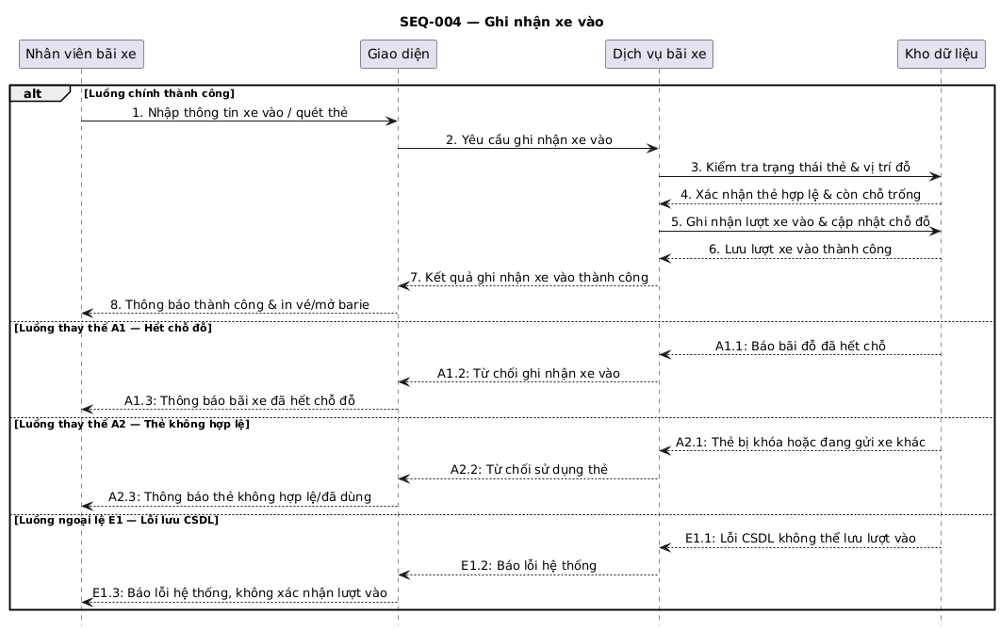 SEQ-004 — Ghi nhận xe vào
Nhân viên bãi xe
Giao diện
Dịch vụ bãi xe
Kho dữ liệu
alt
[Luồng chính thành công]
1. Nhập thông tin xe vào / quét thẻ
2. Yêu cầu ghi nhận xe vào
3. Kiểm tra trạng thái thẻ & vị trí đỗ
4. Xác nhận thẻ hợp lệ & còn chỗ trống
5. Ghi nhận lượt xe vào & cập nhật chỗ đỗ
6. Lưu lượt xe vào thành công
7. Kết quả ghi nhận xe vào thành công
8. Thông báo thành công & in vé/mở barie
[Luồng thay thế A1 — Hết chỗ đỗ]
A1.1: Báo bãi đỗ đã hết chỗ
A1.2: Từ chối ghi nhận xe vào
A1.3: Thông báo bãi xe đã hết chỗ đỗ
[Luồng thay thế A2 — Thẻ không hợp lệ]
A2.1: Thẻ bị khóa hoặc đang gửi xe khác
A2.2: Từ chối sử dụng thẻ
A2.3: Thông báo thẻ không hợp lệ/đã dùng
[Luồng ngoại lệ E1 — Lỗi lưu CSDL]
E1.1: Lỗi CSDL không thể lưu lượt vào
E1.2: Báo lỗi hệ thống
E1.3: Báo lỗi hệ thống, không xác nhận lượt vào